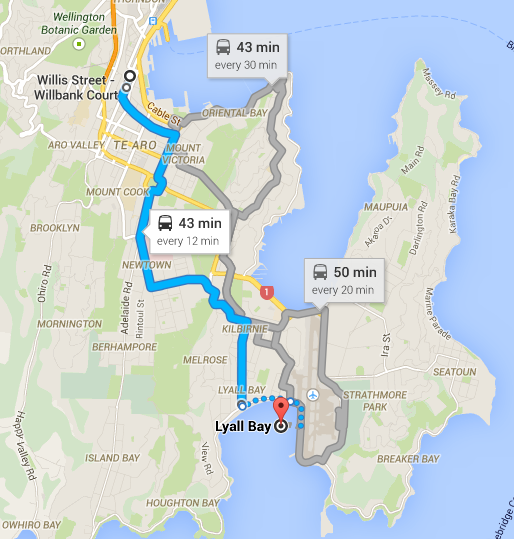 THORNDON
Wellington
Botanic Garden
NORTHLAND
43 min
every 30 min
Massey Rd
Willis Street -
Willbank Court
Cable St
ORIENTAL BAY
ARO VALLEY
TE ARO
MOUNT
VICTORIA
Main Rd
MOUNT COOK
Karaka Bay Rd
MAUPUIA
Darlington Rd
BROOKLYN
43 min
every 12 min
NEWTOWN
50 min
every 20 min
Ohiro Rd
Adelaide Rd
Rintoul St
1
Marine Parade
MORNINGTON
KILBIRNIE
BERHAMPORE
Ira St
MELROSE
SEATOUN
LYALL BAY
STRATHMORE
PARK
Lyall Bay
Happy Valley Rd
View Rd
ISLAND BAY
BREAKER BAY
HOUGHTON BAY
OWHIRO BAY